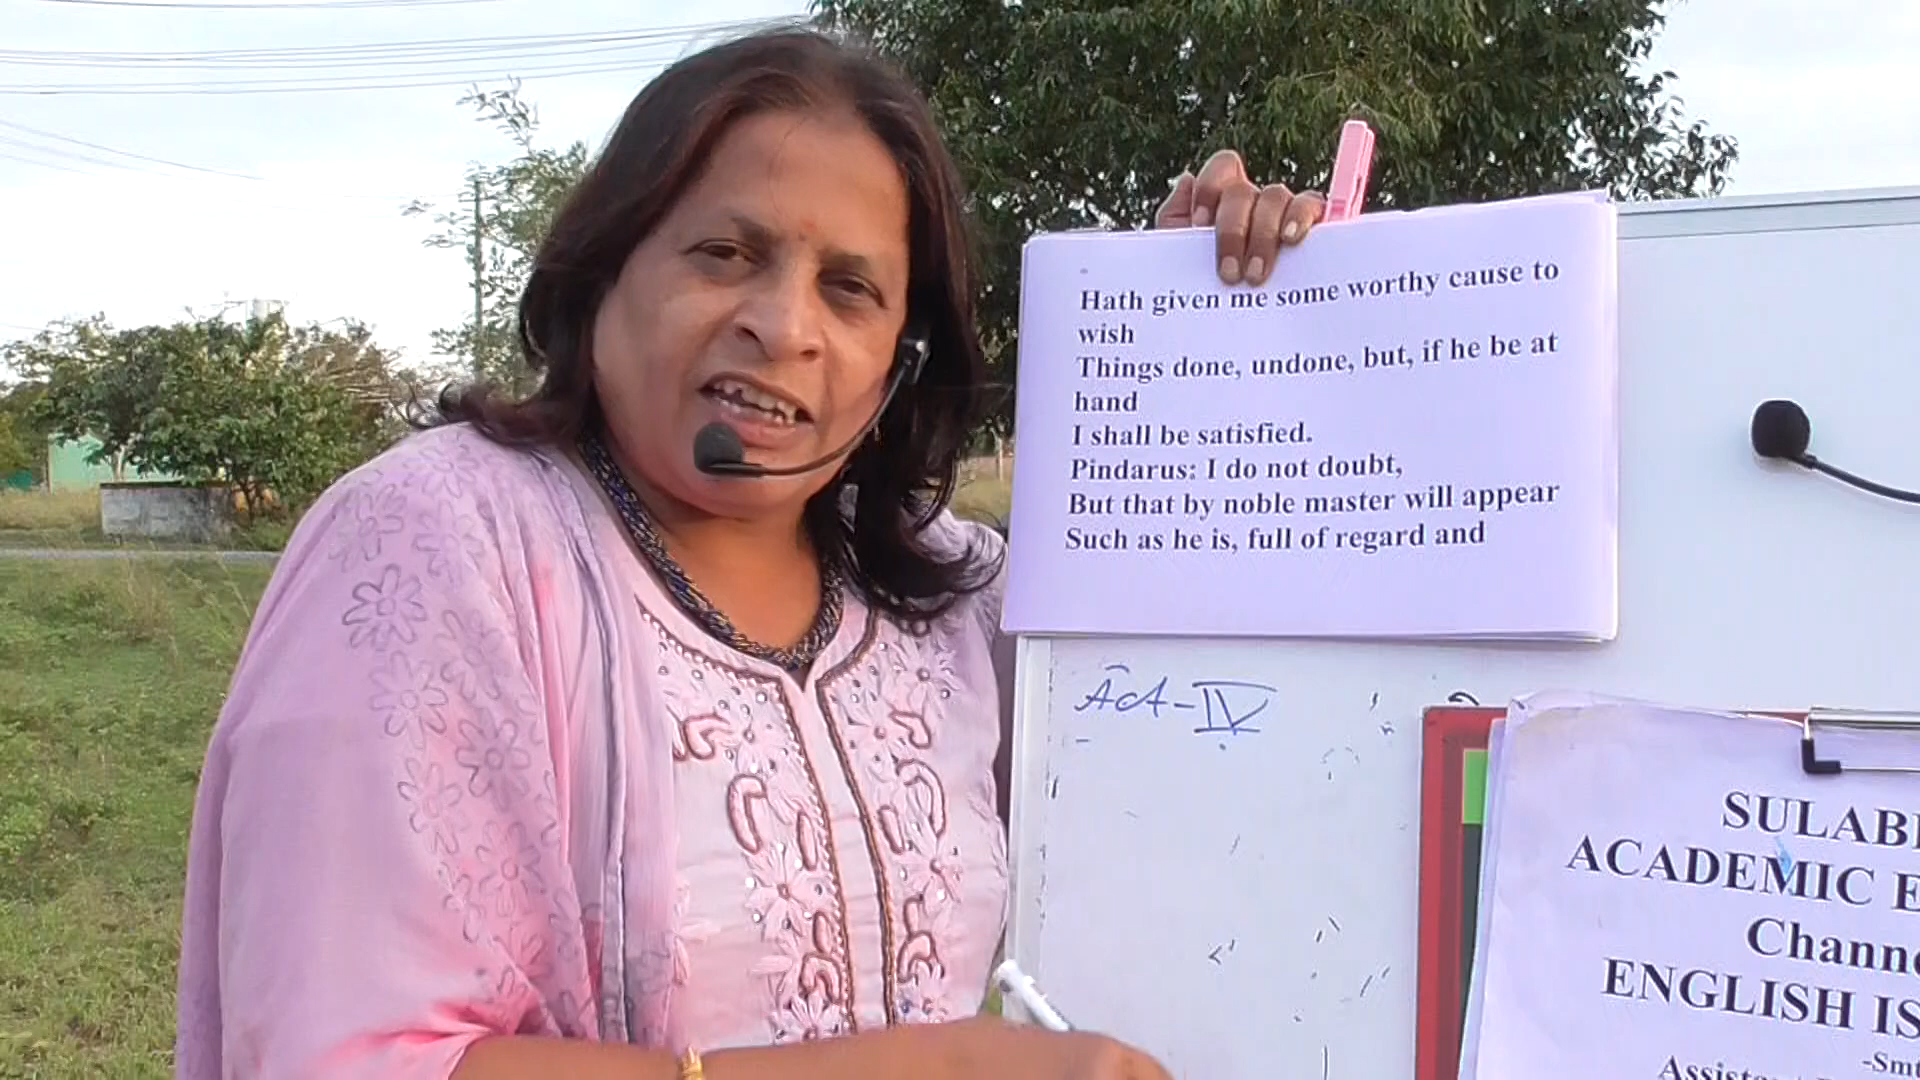 Hath given me some worthy cause to
wish
Things done, undone, but, if he be at
hand
I shall be satisfied.
Pindarus: I do not doubt,
But that by noble master will appear
Such as he is, full of regard and
Act-IV
SULAB
ACADEMIC E
Channe
ENGLISH IS
-Smt
Assist